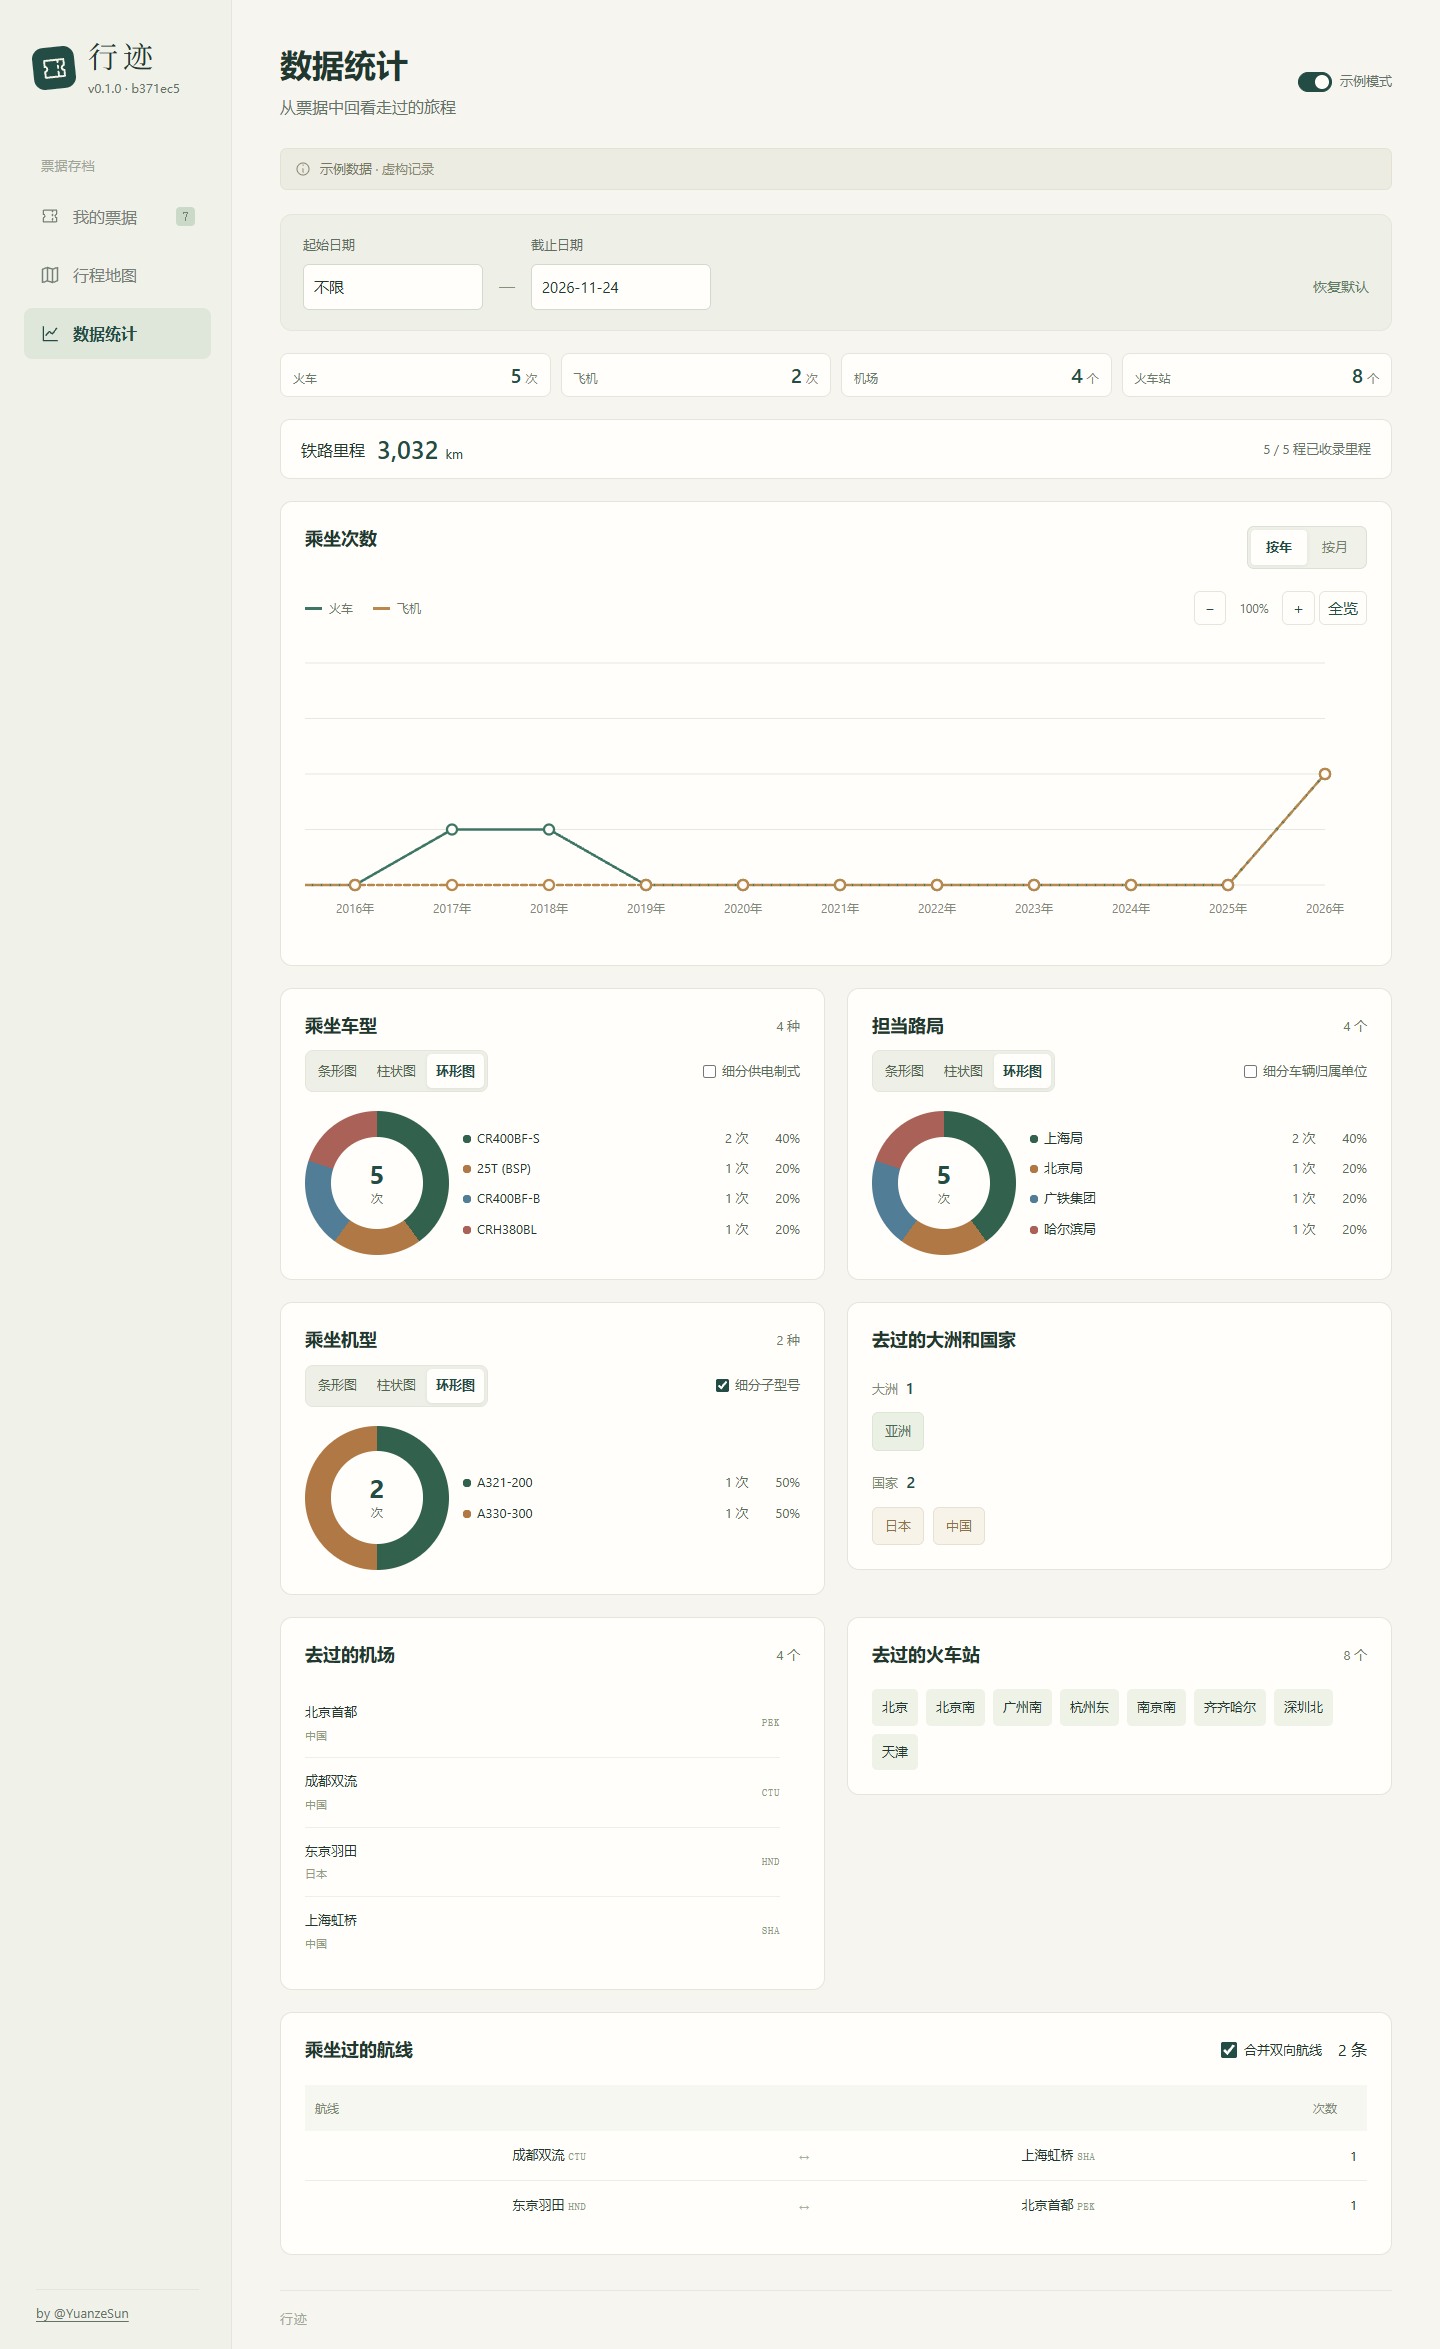 行迹
v0.1.0 · b371ec5
票据存档
我的票据 7
行程地图
数据统计
by @YuanzeSun
数据统计
从票据中回看走过的旅程
示例模式
示例数据 · 虚构记录
起始日期 截止日期
不限 — 2026-11-24 恢复默认
火车 5 次 飞机 2 次 机场 4 个 火车站 8 个
铁路里程 3,032 km 5 / 5 程已收录里程
乘坐次数 按年 按月
火车 飞机 − 100% + 全览
2016年 2017年 2018年 2019年 2020年 2021年 2022年 2023年 2024年 2025年 2026年
乘坐车型 4 种
条形图 柱状图 环形图 细分供电制式
5
次
CR400BF-S 2 次 40%
25T (BSP) 1 次 20%
CR400BF-B 1 次 20%
CRH380BL 1 次 20%
担当路局 4 个
条形图 柱状图 环形图 细分车辆归属单位
5
次
上海局 2 次 40%
北京局 1 次 20%
广铁集团 1 次 20%
哈尔滨局 1 次 20%
乘坐机型 2 种
条形图 柱状图 环形图 细分子型号
2
次
A321-200 1 次 50%
A330-300 1 次 50%
去过的大洲和国家
大洲 1
亚洲
国家 2
日本 中国
去过的机场 4 个
北京首都 PEK
中国
成都双流 CTU
中国
东京羽田 HND
日本
上海虹桥 SHA
中国
去过的火车站 8 个
北京 北京南 广州南 杭州东 南京南 齐齐哈尔 深圳北
天津
乘坐过的航线 合并双向航线 2 条
航线 次数
成都双流 CTU ↔ 上海虹桥 SHA 1
东京羽田 HND ↔ 北京首都 PEK 1
行迹